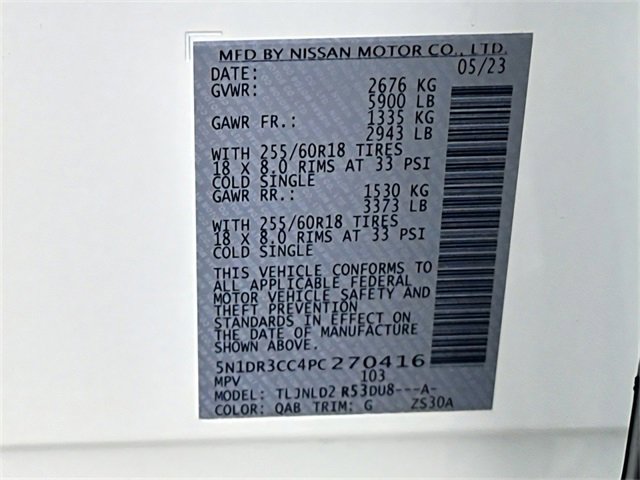 MFD BY NISSAN MOTOR CO., LTD.
DATE: 05/23
GVWR: 2676 KG
5900 LB
GAWR FR.: 1335 KG
2943 LB
WITH 255/60R18 TIRES
18 X 8.0 RIMS AT 33 PSI
COLD SINGLE
GAWR RR.: 1530 KG
3373 LB
WITH 255/60R18 TIRES
18 X 8.0 RIMS AT 33 PSI
COLD SINGLE
THIS VEHICLE CONFORMS TO
ALL APPLICABLE FEDERAL
MOTOR VEHICLE SAFETY AND
THEFT PREVENTION
STANDARDS IN EFFECT ON
THE DATE OF MANUFACTURE
SHOWN ABOVE.
5N1DR3CC4PC270416
MPV 103
MODEL: TLJNLD2 R53DU8---A-
COLOR: QAB TRIM: G ZS30A